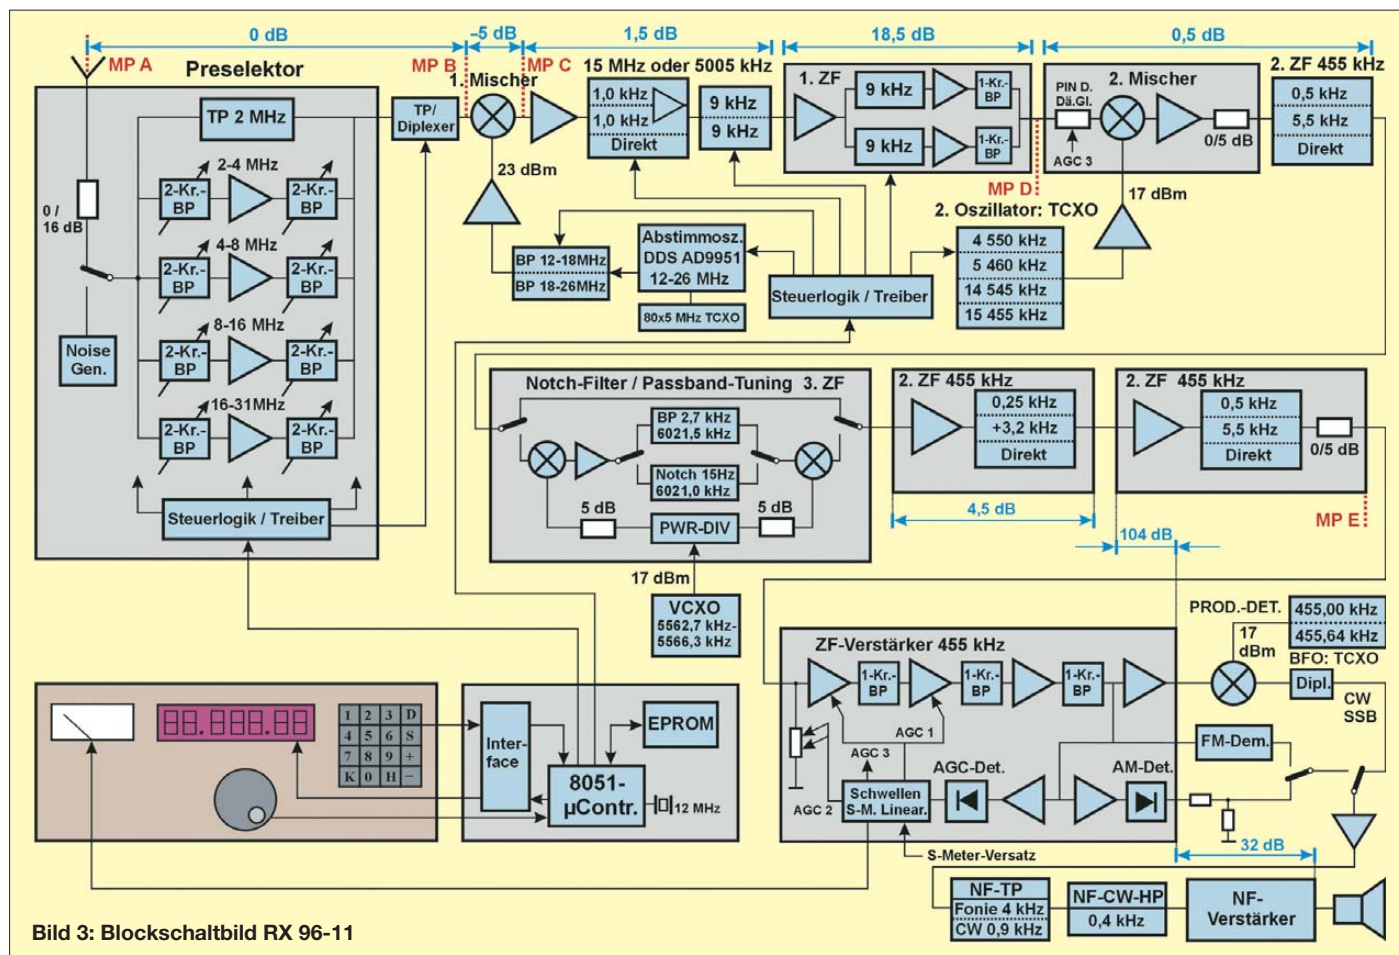 0 dB
–5 dB
1,5 dB
18,5 dB
0,5 dB
MP A
Preselektor
MP B
1. Mischer
MP C
15 MHz oder 5005 kHz
2. ZF 455 kHz
TP 2 MHz
TP/
Diplexer
1,0 kHz
1,0 kHz
Direkt
9 kHz
9 kHz
1. ZF
9 kHz
1-Kr.-
BP
9 kHz
1-Kr.-
BP
2. Mischer
PIN D.
Dä.Gl.
AGC 3
0/5 dB
0,5 kHz
5,5 kHz
Direkt
MP D
0 /
16 dB
2-4 MHz
2-Kr.-
BP
2-Kr.-
BP
4-8 MHz
2-Kr.-
BP
2-Kr.-
BP
8-16 MHz
2-Kr.-
BP
2-Kr.-
BP
16-31MHz
2-Kr.-
BP
2-Kr.-
BP
Noise
Gen.
Steuerlogik / Treiber
23 dBm
BP 12-18MHz
BP 18-26MHz
Abstimmosz.
DDS AD9951
12-26 MHz
80x5 MHz TCXO
Steuerlogik / Treiber
2. Oszillator: TCXO
4 550 kHz
5 460 kHz
14 545 kHz
15 455 kHz
17 dBm
Notch-Filter / Passband-Tuning 3. ZF
BP 2,7 kHz
6021,5 kHz
Notch 15Hz
6021,0 kHz
5 dB
PWR-DIV
5 dB
17 dBm
VCXO
5562,7 kHz-
5566,3 kHz
2. ZF 455 kHz
0,25 kHz
+3,2 kHz
Direkt
4,5 dB
2. ZF 455 kHz
0,5 kHz
5,5 kHz
Direkt
0/5 dB
MP E
104 dB
PROD.-DET.
455,00 kHz
455,64 kHz
17
dBm
BFO: TCXO
Dipl.
CW
SSB
ZF-Verstärker 455 kHz
1-Kr.-
BP
1-Kr.-
BP
1-Kr.-
BP
AGC 1
AGC 3
AGC 2
AGC-Det.
AM-Det.
FM-Dem.
Schwellen
S-M. Linear.
S-Meter-Versatz
32 dB
88.888.88
1 2 3 D
4 5 6 S
7 8 9 +
K 0 H −
Inter-
face
EPROM
8051-
µContr.
12 MHz
NF-TP
Fonie 4 kHz
CW 0,9 kHz
NF-CW-HP
0,4 kHz
NF-
Verstärker
Bild 3: Blockschaltbild RX 96-11